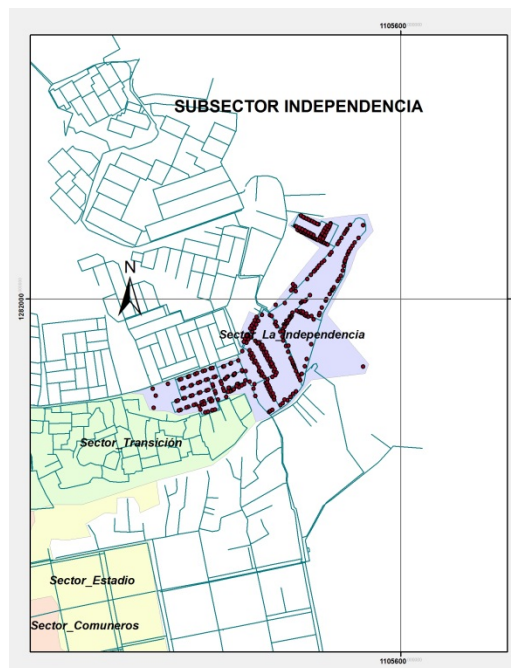 1105600
SUBSECTOR INDEPENDENCIA
N
1282000
Sector_La_Independencia
Sector_Transición
Sector_Estadio
Sector_Comuneros
1105600